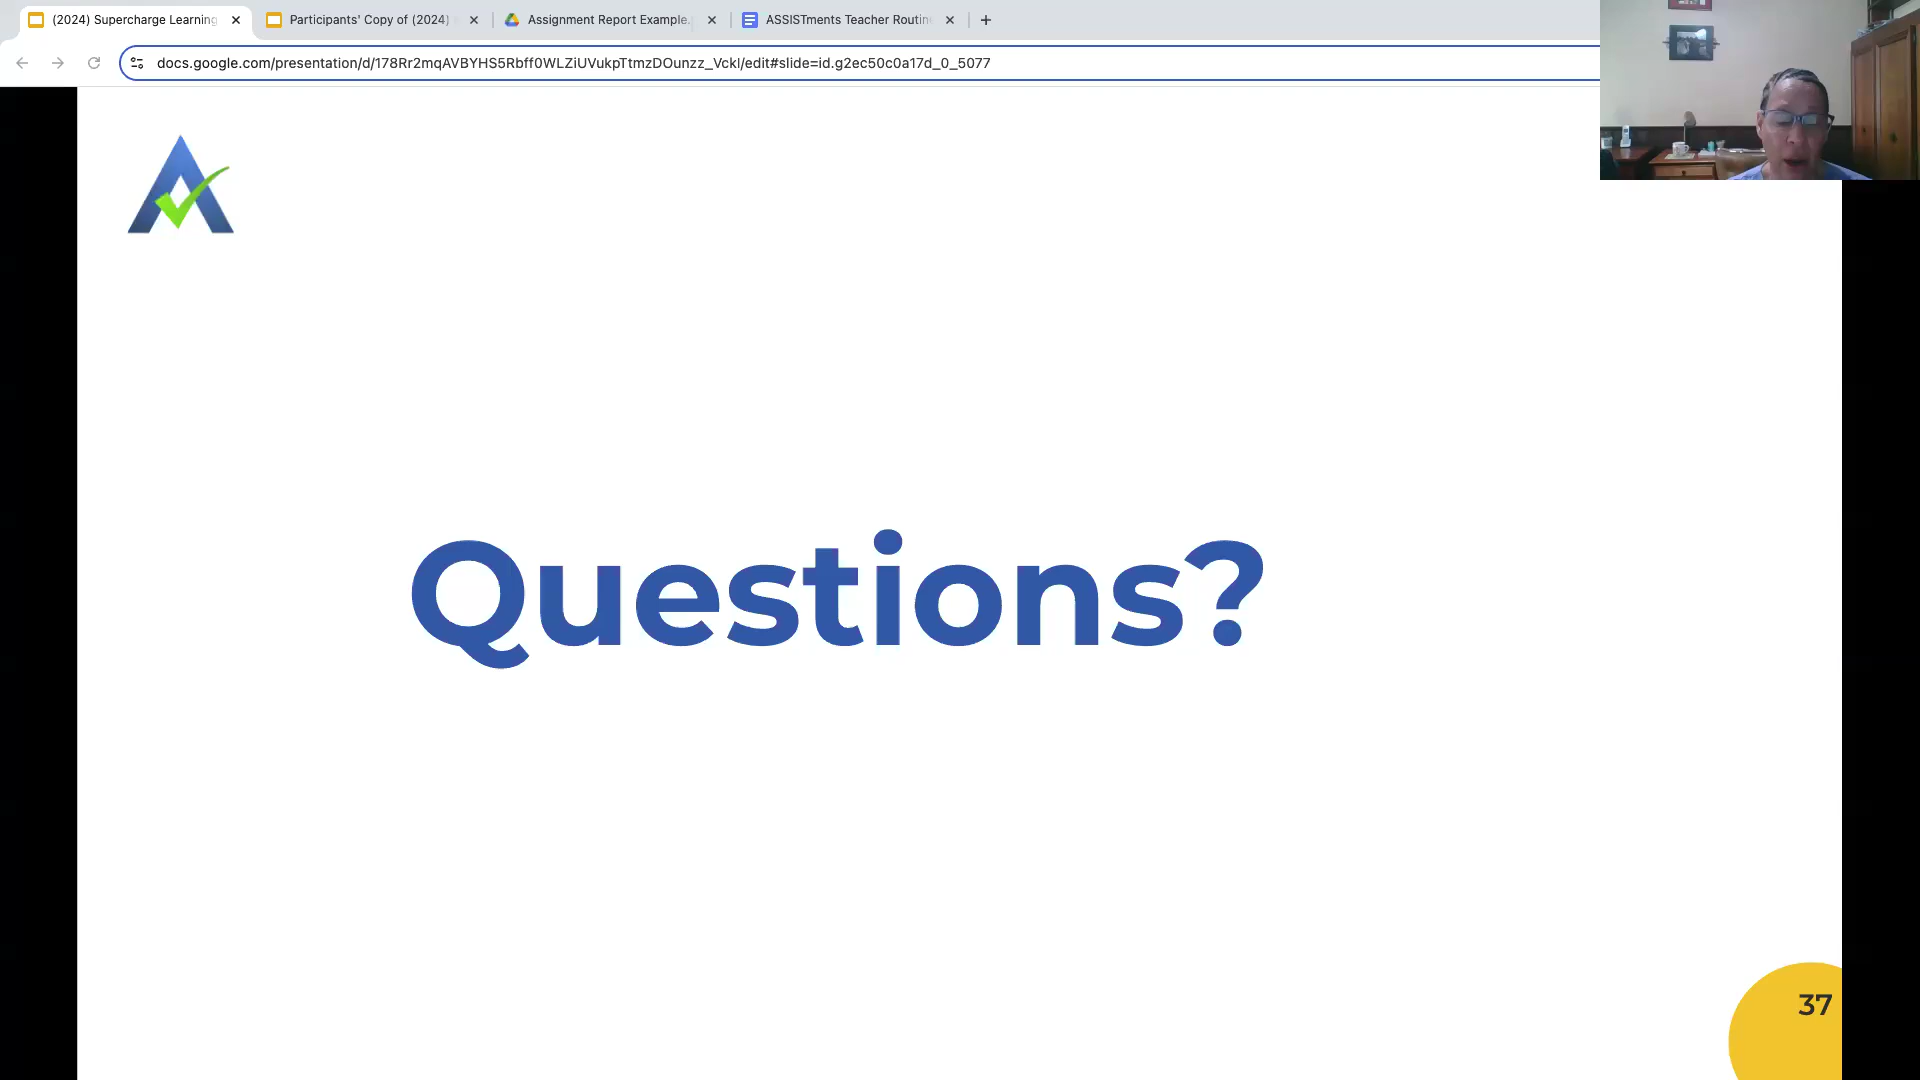 (2024) Supercharge Learning
Participants' Copy of (2024)
Assignment Report Example.
ASSISTments Teacher Routin
docs.google.com/presentation/d/178Rr2mqAVBYHS5Rbff0WLZiUVukpTtmzDOunzz_VckI/edit#slide=id.g2ec50c0a17d_0_5077
Questions?
37